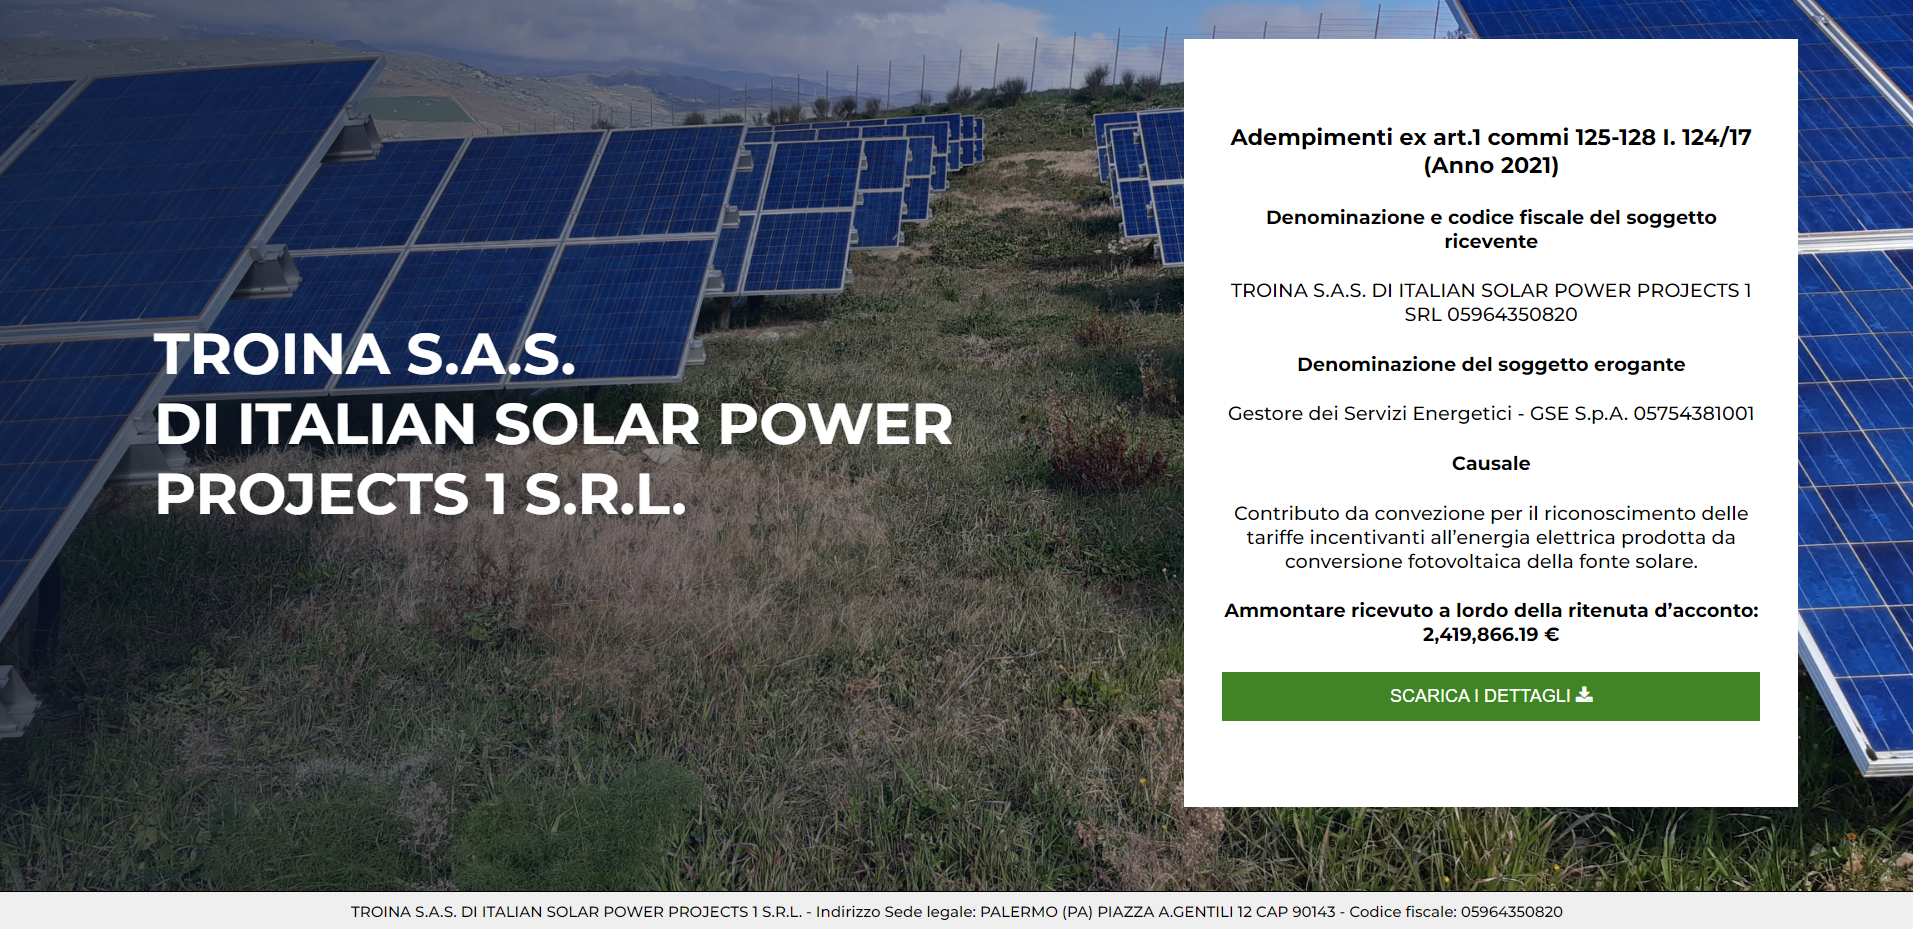 TROINA S.A.S.
DI ITALIAN SOLAR POWER
PROJECTS 1 S.R.L.
Adempimenti ex art.1 commi 125-128 I. 124/17
(Anno 2021)
Denominazione e codice fiscale del soggetto
ricevente
TROINA S.A.S. DI ITALIAN SOLAR POWER PROJECTS 1
SRL 05964350820
Denominazione del soggetto erogante
Gestore dei Servizi Energetici - GSE S.p.A. 05754381001
Causale
Contributo da convezione per il riconoscimento delle
tariffe incentivanti all’energia elettrica prodotta da
conversione fotovoltaica della fonte solare.
Ammontare ricevuto a lordo della ritenuta d’acconto:
2,419,866.19 €
SCARICA I DETTAGLI
TROINA S.A.S. DI ITALIAN SOLAR POWER PROJECTS 1 S.R.L. - Indirizzo Sede legale: PALERMO (PA) PIAZZA A.GENTILI 12 CAP 90143 - Codice fiscale: 05964350820